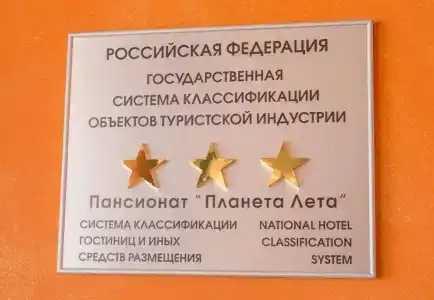 РОССИЙСКАЯ ФЕДЕРАЦИЯ
ГОСУДАРСТВЕННАЯ
СИСТЕМА КЛАССИФИКАЦИИ
ОБЪЕКТОВ ТУРИСТСКОЙ ИНДУСТРИИ
Пансионат "Планета Лета"
СИСТЕМА КЛАССИФИКАЦИИ
ГОСТИНИЦ И ИНЫХ
СРЕДСТВ РАЗМЕЩЕНИЯ
NATIONAL HOTEL
CLASSIFICATION
SYSTEM